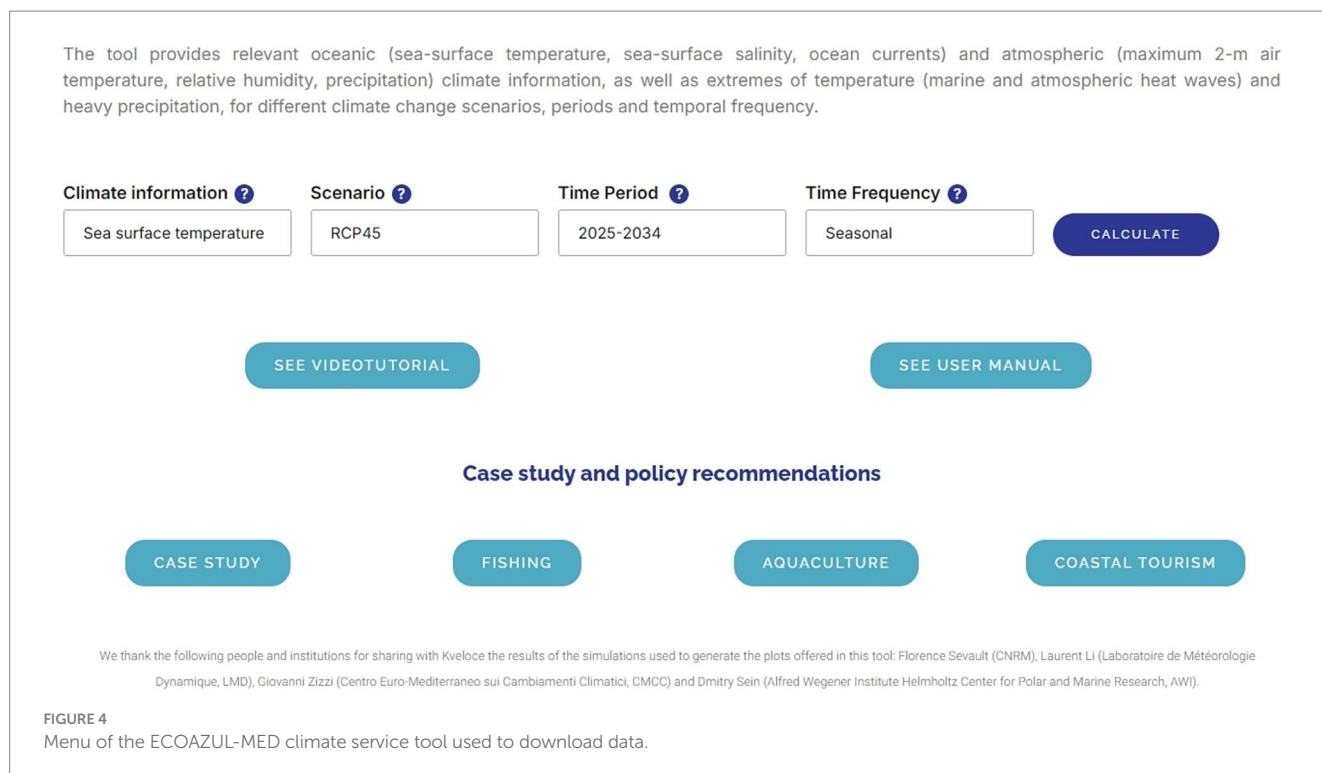 The tool provides relevant oceanic (sea-surface temperature, sea-surface salinity, ocean currents) and atmospheric (maximum 2-m air
temperature, relative humidity, precipitation) climate information, as well as extremes of temperature (marine and atmospheric heat waves) and
heavy precipitation, for different climate change scenarios, periods and temporal frequency.
Climate information ? Scenario ? Time Period ? Time Frequency ?
Sea surface temperature RCP45 2025-2034 Seasonal CALCULATE
SEE VIDEOTUTORIAL SEE USER MANUAL
Case study and policy recommendations
CASE STUDY FISHING AQUACULTURE COASTAL TOURISM
We thank the following people and institutions for sharing with Kveloce the results of the simulations used to generate the plots offered in this tool: Florence Sevault (CNRM), Laurent Li (Laboratoire de Météorologie
Dynamique, LMD), Giovanni Zizzi (Centro Euro-Mediterraneo sui Cambiamenti Climatici, CMCC) and Dmitry Sein (Alfred Wegener Institute Helmholtz Center for Polar and Marine Research, AWI).
FIGURE 4
Menu of the ECOAZUL-MED climate service tool used to download data.